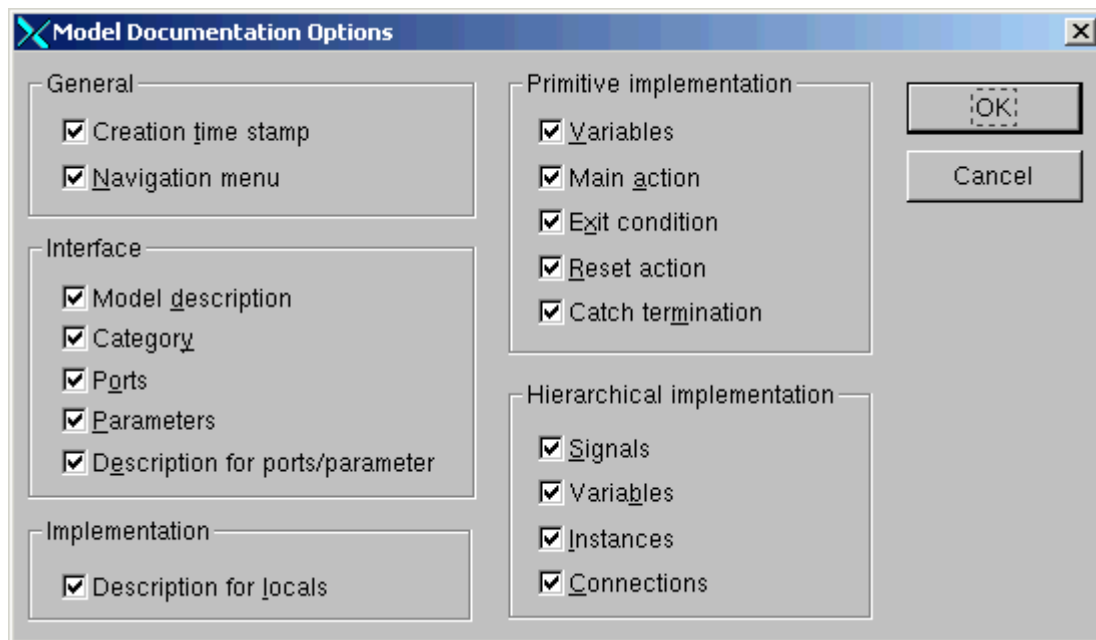 Model Documentation Options
General
Creation time stamp
Navigation menu
Interface
Model description
Category
Ports
Parameters
Description for ports/parameter
Implementation
Description for locals
Primitive implementation
Variables
Main action
Exit condition
Reset action
Catch termination
Hierarchical implementation
Signals
Variables
Instances
Connections
OK
Cancel